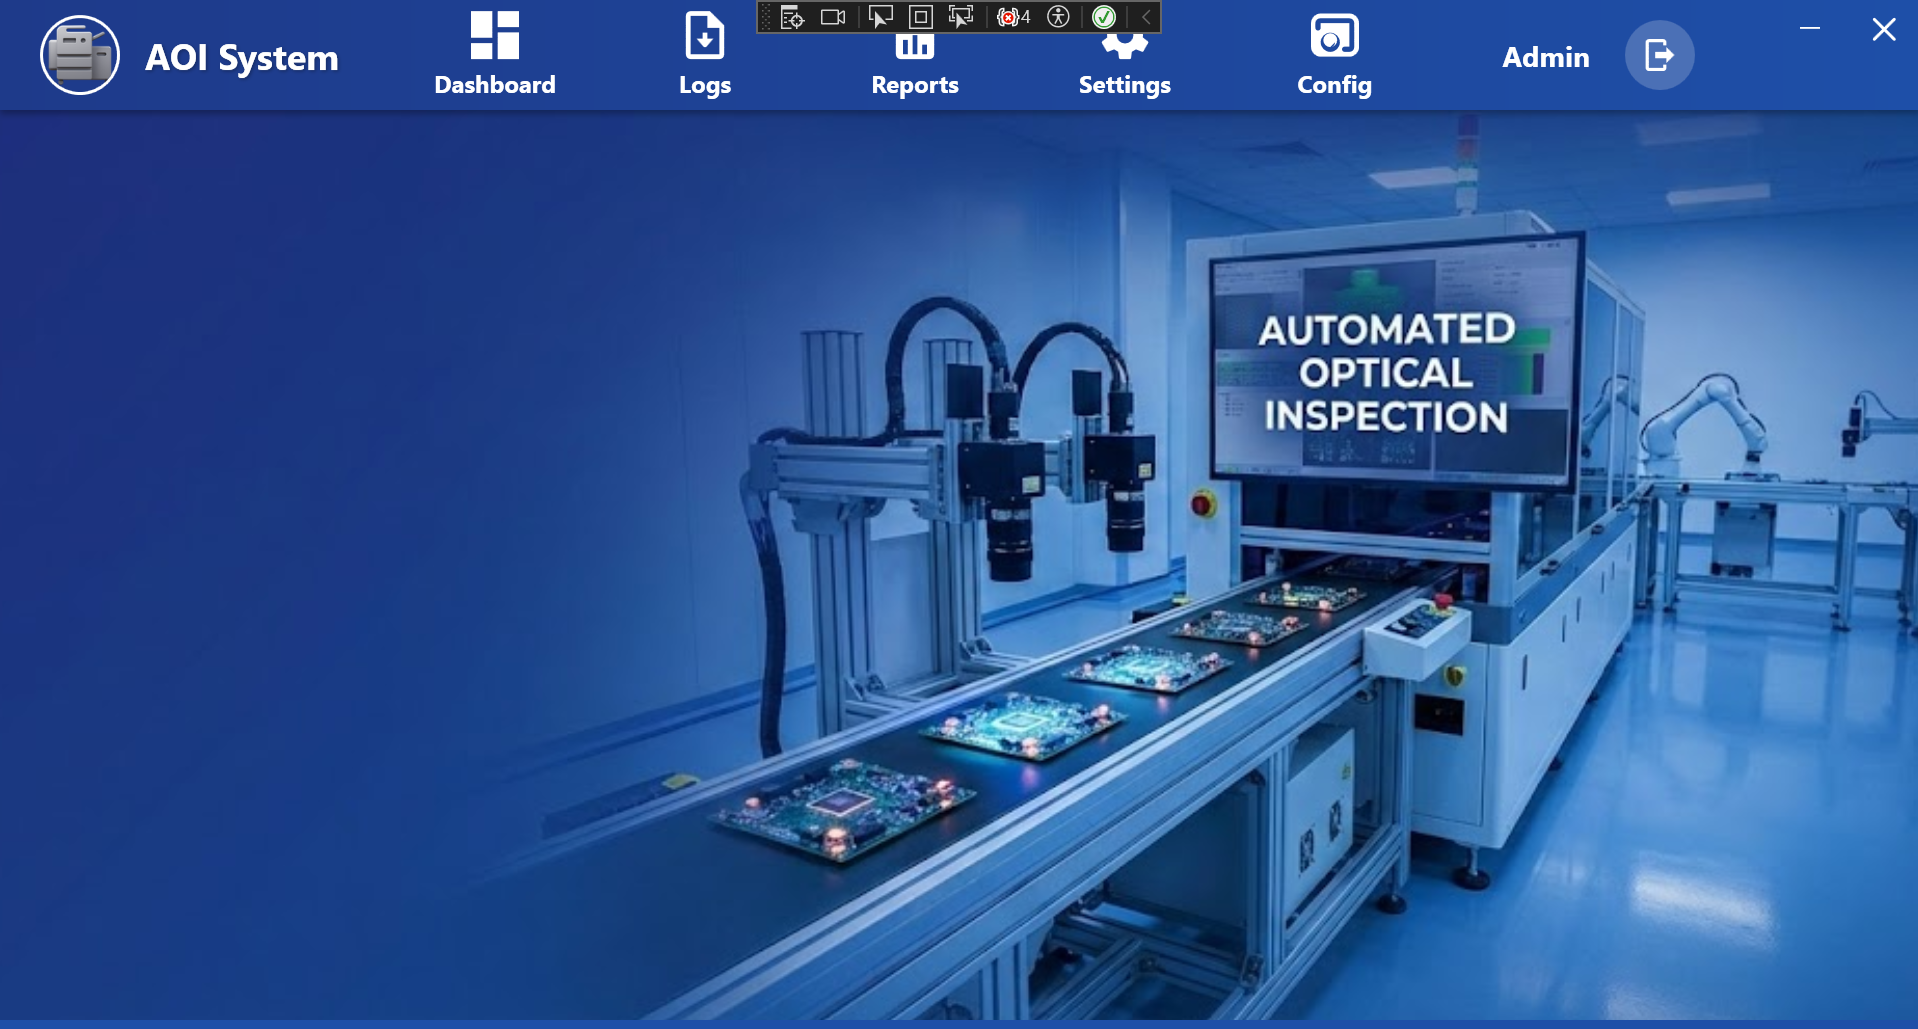 4
AOI System
Dashboard
Logs
Reports
Settings
Config
Admin
AUTOMATED
OPTICAL
INSPECTION